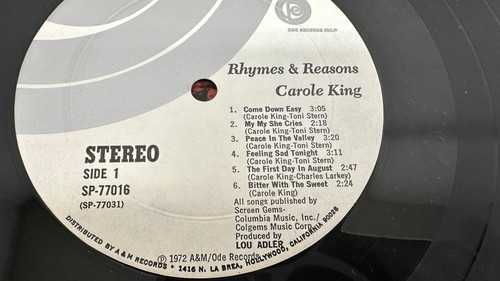 ODE RECORDS INC.
Rhymes & Reasons
Carole King
1. Come Down Easy 3:05
(Carole King-Toni Stern)
2. My My She Cries 2:18
(Carole King-Toni Stern)
3. Peace In The Valley 3:20
(Carole King-Toni Stern)
4. Feeling Sad Tonight 3:11
(Carole King-Toni Stern)
5. The First Day In August 2:47
(Carole King-Charles Larkey)
6. Bitter With The Sweet 2:24
(Carole King)
All songs published by
Screen Gems-
Columbia Music, Inc./
Colgems Music Corp.
Produced by
LOU ADLER
STEREO
SIDE 1
SP-77016
(SP-77031)
℗ 1972 A&M/Ode Records
DISTRIBUTED BY A & M RECORDS * 1416 N. LA BREA, HOLLYWOOD, CALIFORNIA 90028